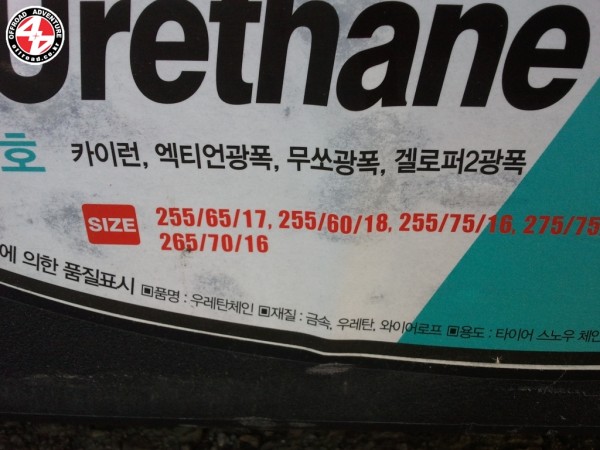 OFFROAD ADVENTURE
4x4
offroad.co.kr
Urethane
호 카이런, 엑티언광폭, 무쏘광폭, 겔로퍼2광폭
SIZE 255/65/17, 255/60/18, 255/75/16, 275/75
265/70/16
에 의한 품질표시 ▣품명 : 우레탄체인 ▣재질 : 금속, 우레탄, 와이어로프 ▣용도 : 타이어 스노우 체인